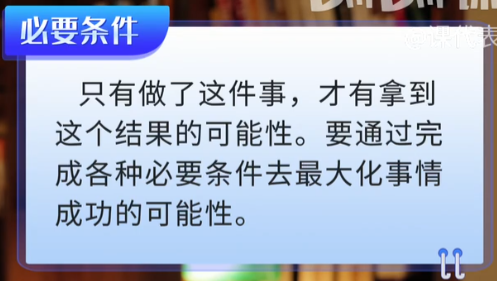 必要条件
只有做了这件事，才有拿到
这个结果的可能性。要通过完
成各种必要条件去最大化事情
成功的可能性。